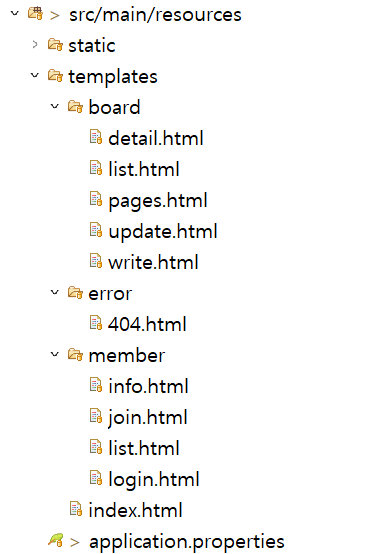 > src/main/resources
static
templates
board
detail.html
list.html
pages.html
update.html
write.html
error
404.html
member
info.html
join.html
list.html
login.html
index.html
> application.properties